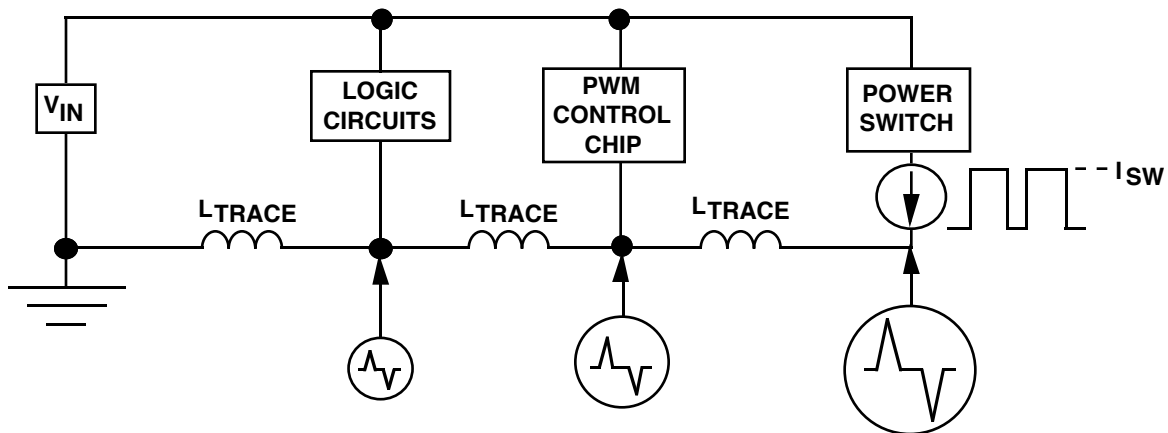 VIN
LOGIC
CIRCUITS
PWM
CONTROL
CHIP
POWER
SWITCH
ISW
LTRACE
LTRACE
LTRACE